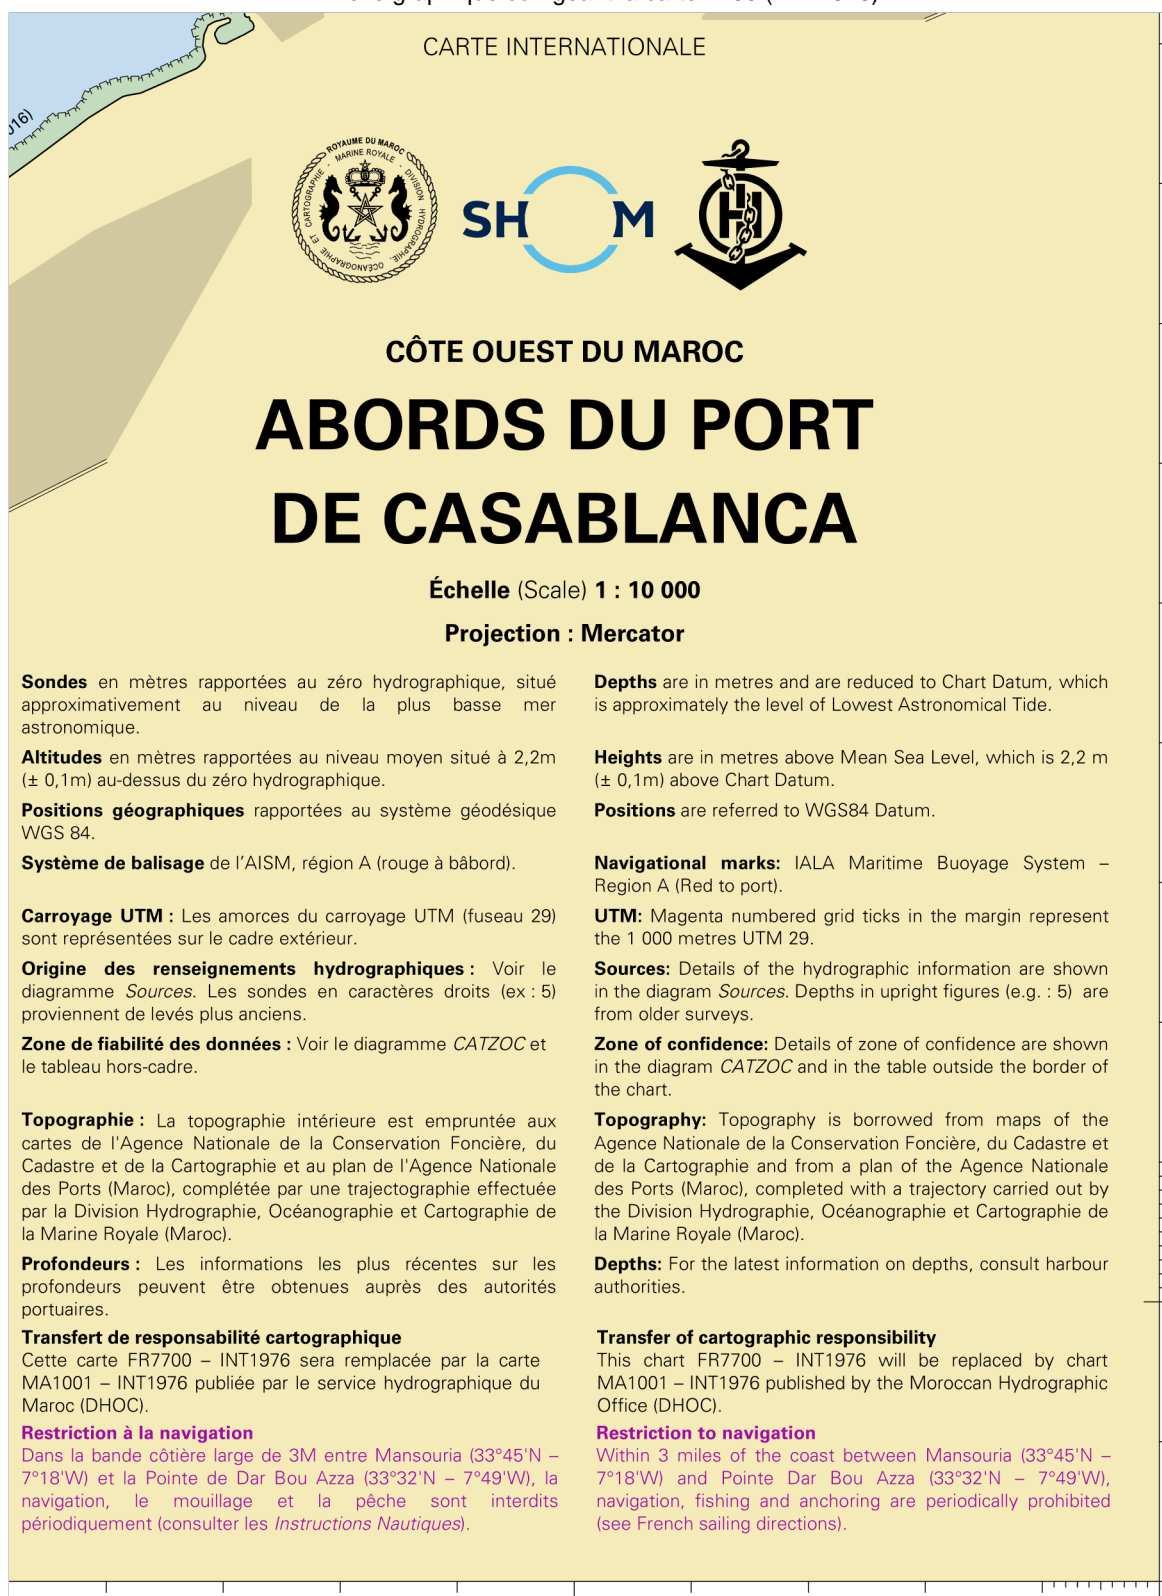 CARTE INTERNATIONALE
ROYAUME DU MAROC
MARINE ROYALE - DIVISION HYDROGRAPHIE, OCÉANOGRAPHIE ET CARTOGRAPHIE -
SHOM
CÔTE OUEST DU MAROC
ABORDS DU PORT
DE CASABLANCA
Échelle (Scale) 1 : 10 000
Projection : Mercator
Sondes en mètres rapportées au zéro hydrographique, situé
approximativement au niveau de la plus basse mer
astronomique.
Altitudes en mètres rapportées au niveau moyen situé à 2,2m
(± 0,1m) au-dessus du zéro hydrographique.
Positions géographiques rapportées au système géodésique
WGS 84.
Système de balisage de l'AISM, région A (rouge à bâbord).
Carroyage UTM : Les amorces du carroyage UTM (fuseau 29)
sont représentées sur le cadre extérieur.
Origine des renseignements hydrographiques : Voir le
diagramme Sources. Les sondes en caractères droits (ex : 5)
proviennent de levés plus anciens.
Zone de fiabilité des données : Voir le diagramme CATZOC et
le tableau hors-cadre.
Topographie : La topographie intérieure est empruntée aux
cartes de l'Agence Nationale de la Conservation Foncière, du
Cadastre et de la Cartographie et au plan de l'Agence Nationale
des Ports (Maroc), complétée par une trajectographie effectuée
par la Division Hydrographie, Océanographie et Cartographie de
la Marine Royale (Maroc).
Profondeurs : Les informations les plus récentes sur les
profondeurs peuvent être obtenues auprès des autorités
portuaires.
Transfert de responsabilité cartographique
Cette carte FR7700 – INT1976 sera remplacée par la carte
MA1001 – INT1976 publiée par le service hydrographique du
Maroc (DHOC).
Restriction à la navigation
Dans la bande côtière large de 3M entre Mansouria (33°45'N –
7°18'W) et la Pointe de Dar Bou Azza (33°32'N – 7°49'W), la
navigation, le mouillage et la pêche sont interdits
périodiquement (consulter les Instructions Nautiques).
Depths are in metres and are reduced to Chart Datum, which
is approximately the level of Lowest Astronomical Tide.
Heights are in metres above Mean Sea Level, which is 2,2 m
(± 0,1m) above Chart Datum.
Positions are referred to WGS84 Datum.
Navigational marks: IALA Maritime Buoyage System –
Region A (Red to port).
UTM: Magenta numbered grid ticks in the margin represent
the 1 000 metres UTM 29.
Sources: Details of the hydrographic information are shown
in the diagram Sources. Depths in upright figures (e.g. : 5) are
from older surveys.
Zone of confidence: Details of zone of confidence are shown
in the diagram CATZOC and in the table outside the border of
the chart.
Topography: Topography is borrowed from maps of the
Agence Nationale de la Conservation Foncière, du Cadastre et
de la Cartographie and from a plan of the Agence Nationale
des Ports (Maroc), completed with a trajectory carried out by
the Division Hydrographie, Océanographie et Cartographie de
la Marine Royale (Maroc).
Depths: For the latest information on depths, consult harbour
authorities.
Transfer of cartographic responsibility
This chart FR7700 – INT1976 will be replaced by chart
MA1001 – INT1976 published by the Moroccan Hydrographic
Office (DHOC).
Restriction to navigation
Within 3 miles of the coast between Mansouria (33°45'N –
7°18'W) and Pointe Dar Bou Azza (33°32'N – 7°49'W),
navigation, fishing and anchoring are periodically prohibited
(see French sailing directions).